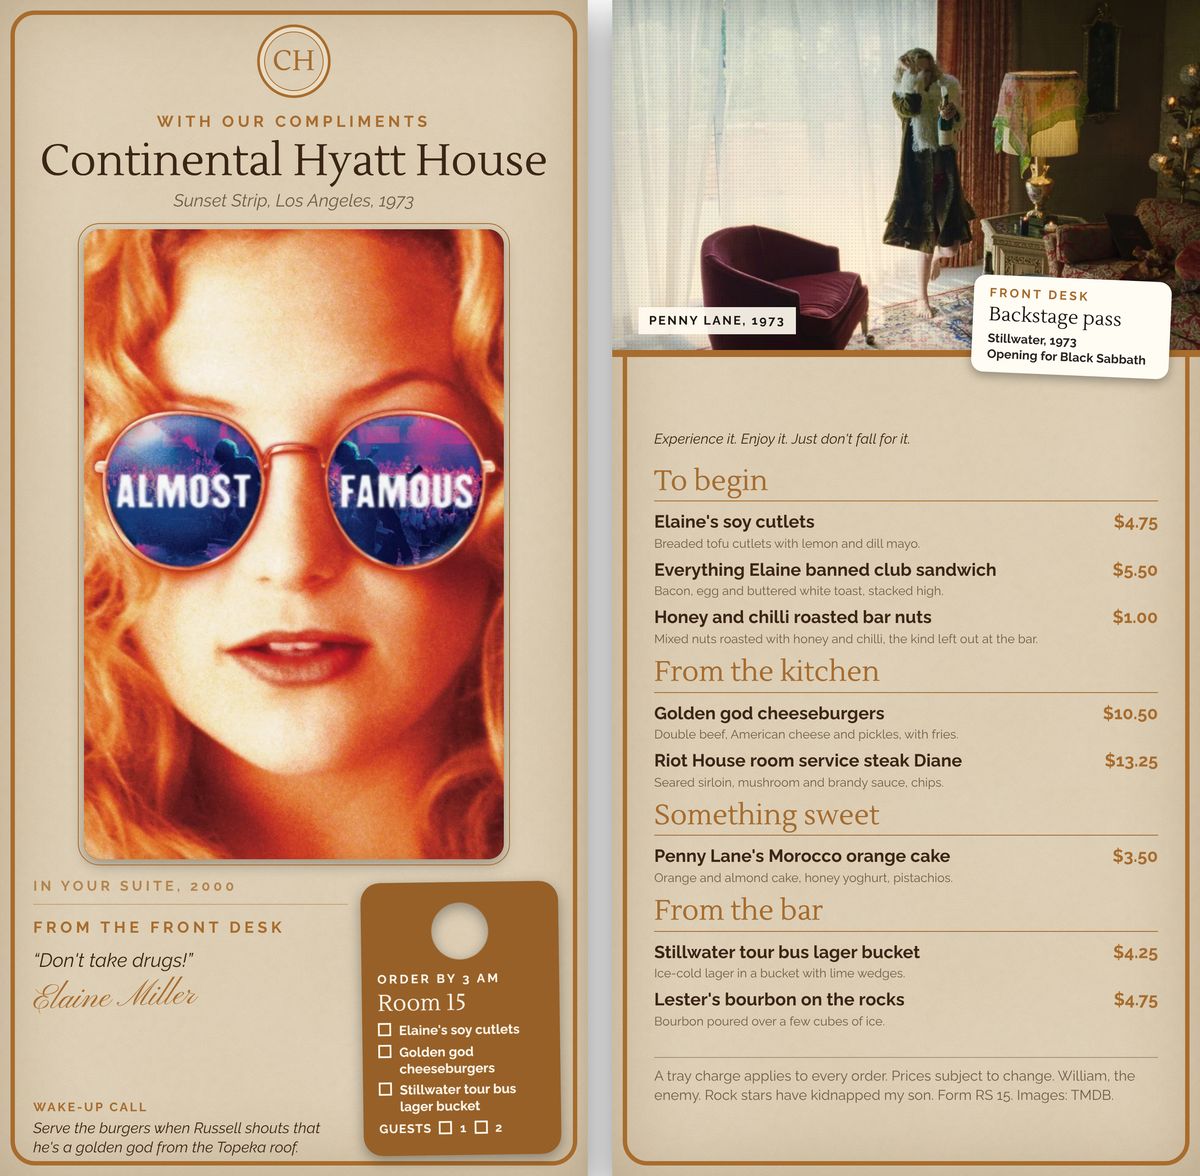 CH
WITH OUR COMPLIMENTS
Continental Hyatt House
Sunset Strip, Los Angeles, 1973
ALMOST FAMOUS
IN YOUR SUITE, 2000
FROM THE FRONT DESK
“Don't take drugs!”
Elaine Miller
WAKE-UP CALL
Serve the burgers when Russell shouts that
he's a golden god from the Topeka roof.
ORDER BY 3 AM
Room 15
Elaine's soy cutlets
Golden god
cheeseburgers
Stillwater tour bus
lager bucket
GUESTS 1 2
PENNY LANE, 1973
FRONT DESK
Backstage pass
Stillwater, 1973
Opening for Black Sabbath
Experience it. Enjoy it. Just don't fall for it.
To begin
Elaine's soy cutlets $4.75
Breaded tofu cutlets with lemon and dill mayo.
Everything Elaine banned club sandwich $5.50
Bacon, egg and buttered white toast, stacked high.
Honey and chilli roasted bar nuts $1.00
Mixed nuts roasted with honey and chilli, the kind left out at the bar.
From the kitchen
Golden god cheeseburgers $10.50
Double beef, American cheese and pickles, with fries.
Riot House room service steak Diane $13.25
Seared sirloin, mushroom and brandy sauce, chips.
Something sweet
Penny Lane's Morocco orange cake $3.50
Orange and almond cake, honey yoghurt, pistachios.
From the bar
Stillwater tour bus lager bucket $4.25
Ice-cold lager in a bucket with lime wedges.
Lester's bourbon on the rocks $4.75
Bourbon poured over a few cubes of ice.
A tray charge applies to every order. Prices subject to change. William, the
enemy. Rock stars have kidnapped my son. Form RS 15. Images: TMDB.